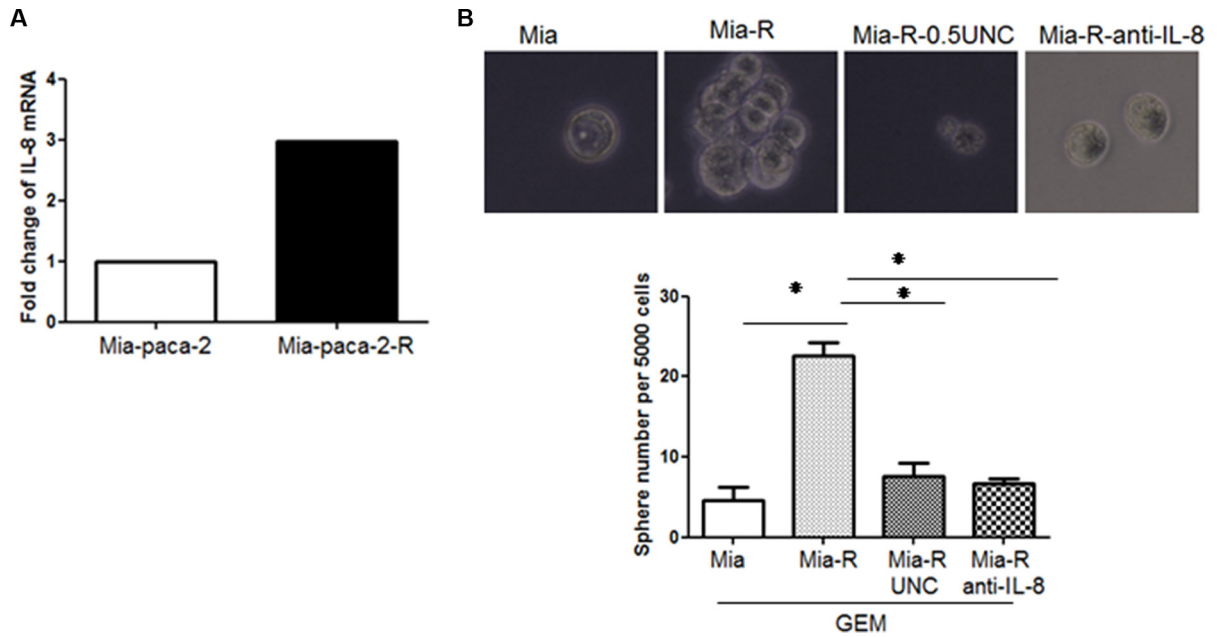 A
Fold change of IL-8 mRNA
4
3
2
1
0
Mia-paca-2
Mia-paca-2-R
B
Mia
Mia-R
Mia-R-0.5UNC
Mia-R-anti-IL-8
Sphere number per 5000 cells
30
20
10
0
*
*
*
Mia
Mia-R
Mia-R UNC
Mia-R anti-IL-8
GEM